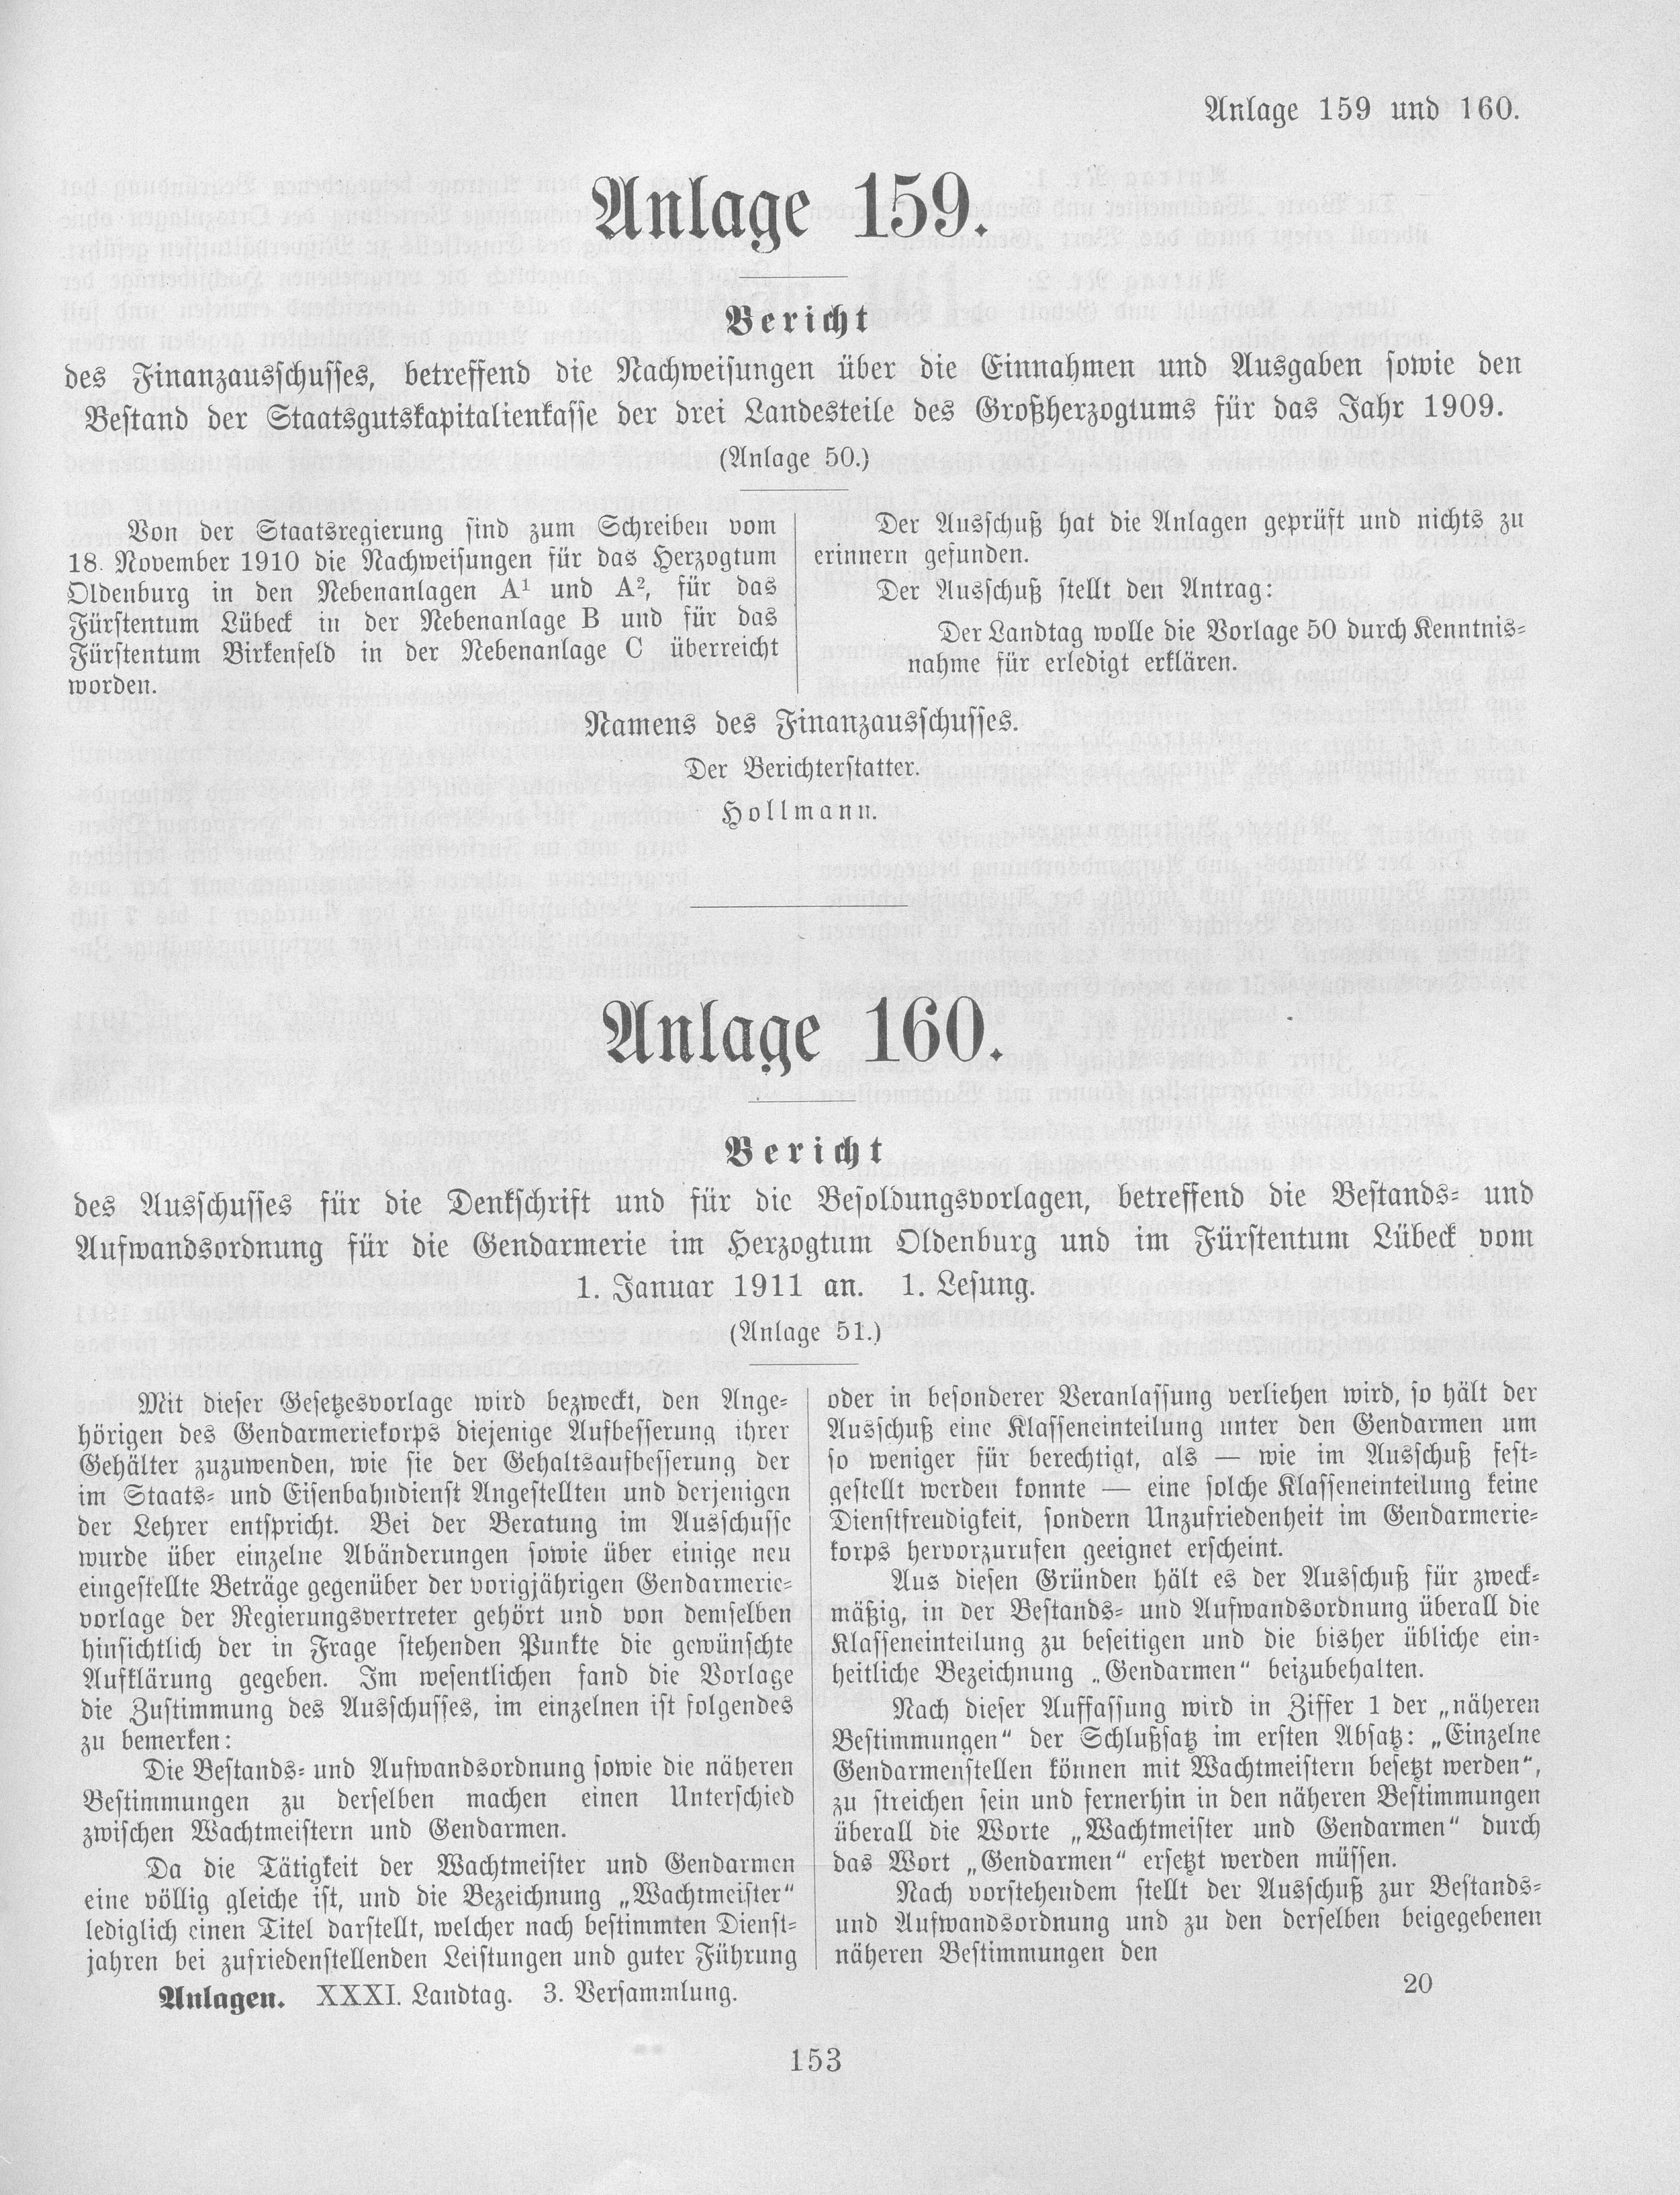 Anlage 159 und 160.
Anlage 159.
Bericht
des Finanzausschusses, betreffend die Nachweisungen über die Einnahmen und Ausgaben sowie den
Bestand der Staatsgutskapitalienkasse der drei Landesteile des Großherzogtums für das Jahr 1909.
(Anlage 50.)
Von der Staatsregierung sind zum Schreiben vom
18. November 1910 die Nachweisungen für das Herzogtum
Oldenburg in den Nebenanlagen A¹ und A², für das
Fürstentum Lübeck in der Nebenanlage B und für das
Fürstentum Birkenfeld in der Nebenanlage C überreicht
worden.
Der Ausschuß hat die Anlagen geprüft und nichts zu
erinnern gefunden.
Der Ausschuß stellt den Antrag:
Der Landtag wolle die Vorlage 50 durch Kenntnis-
nahme für erledigt erklären.
Namens des Finanzausschusses.
Der Berichterstatter.
Hollmann.
Anlage 160.
Bericht
des Ausschusses für die Denkschrift und für die Besoldungsvorlagen, betreffend die Bestands- und
Aufwandsordnung für die Gendarmerie im Herzogtum Oldenburg und im Fürstentum Lübeck vom
1. Januar 1911 an. 1. Lesung.
(Anlage 51.)
Mit dieser Gesetzesvorlage wird bezweckt, den Ange-
hörigen des Gendarmeriekorps diejenige Aufbesserung ihrer
Gehälter zuzuwenden, wie sie der Gehaltsaufbesserung der
im Staats- und Eisenbahndienst Angestellten und derjenigen
der Lehrer entspricht. Bei der Beratung im Ausschusse
wurde über einzelne Abänderungen sowie über einige neu
eingestellte Beträge gegenüber der vorigjährigen Gendarmerie-
vorlage der Regierungsvertreter gehört und von demselben
hinsichtlich der in Frage stehenden Punkte die gewünschte
Aufklärung gegeben. Im wesentlichen fand die Vorlage
die Zustimmung des Ausschusses, im einzelnen ist folgendes
zu bemerken:
Die Bestands- und Aufwandsordnung sowie die näheren
Bestimmungen zu derselben machen einen Unterschied
zwischen Wachtmeistern und Gendarmen.
Da die Tätigkeit der Wachtmeister und Gendarmen
eine völlig gleiche ist, und die Bezeichnung „Wachtmeister“
lediglich einen Titel darstellt, welcher nach bestimmten Dienst-
jahren bei zufriedenstellenden Leistungen und guter Führung
oder in besonderer Veranlassung verliehen wird, so hält der
Ausschuß eine Klasseneinteilung unter den Gendarmen um
so weniger für berechtigt, als — wie im Ausschuß fest-
gestellt werden konnte — eine solche Klasseneinteilung keine
Dienstfreudigkeit, sondern Unzufriedenheit im Gendarmerie-
korps hervorzurufen geeignet erscheint.
Aus diesen Gründen hält es der Ausschuß für zweck-
mäßig, in der Bestands- und Aufwandsordnung überall die
Klasseneinteilung zu beseitigen und die bisher übliche ein-
heitliche Bezeichnung „Gendarmen“ beizubehalten.
Nach dieser Auffassung wird in Ziffer 1 der „näheren
Bestimmungen“ der Schlußsatz im ersten Absatz: „Einzelne
Gendarmenstellen können mit Wachtmeistern besetzt werden“,
zu streichen sein und fernerhin in den näheren Bestimmungen
überall die Worte „Wachtmeister und Gendarmen“ durch
das Wort „Gendarmen“ ersetzt werden müssen.
Nach vorstehendem stellt der Ausschuß zur Bestands-
und Aufwandsordnung und zu den derselben beigegebenen
näheren Bestimmungen den
Anlagen. XXXI. Landtag. 3. Versammlung.
20
153